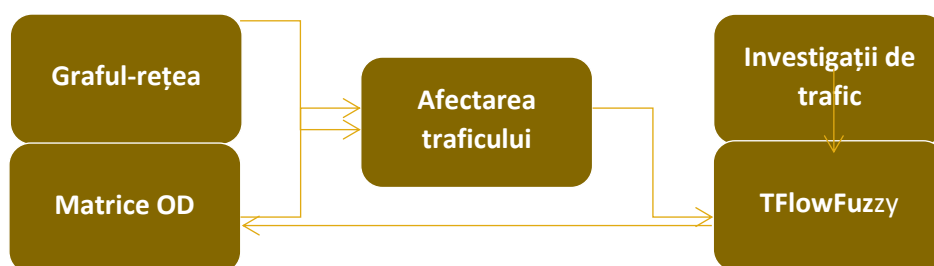 Graful-rețea
Matrice OD
Afectarea
traficului
Investigații de
trafic
TFlowFuzzy